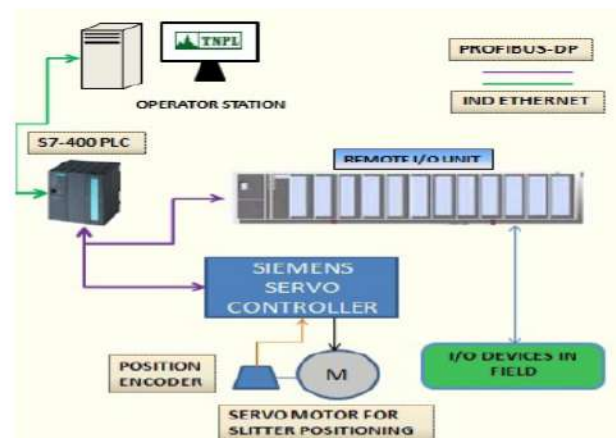 TNPL
PROFIBUS-DP
OPERATOR STATION
IND ETHERNET
S7-400 PLC
REMOTE I/O UNIT
SIEMENS
SERVO
CONTROLLER
POSITION
ENCODER
M
I/O DEVICES IN
FIELD
SERVO MOTOR FOR
SLITTER POSITIONING